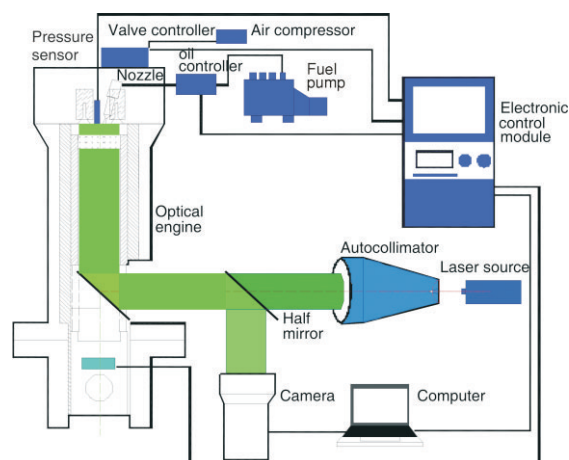 Valve controller
Air compressor
Pressure
sensor
oil
controller
Nozzle
Fuel
pump
Electronic
control
module
Optical
engine
Autocollimator
Laser source
Half
mirror
Camera
Computer